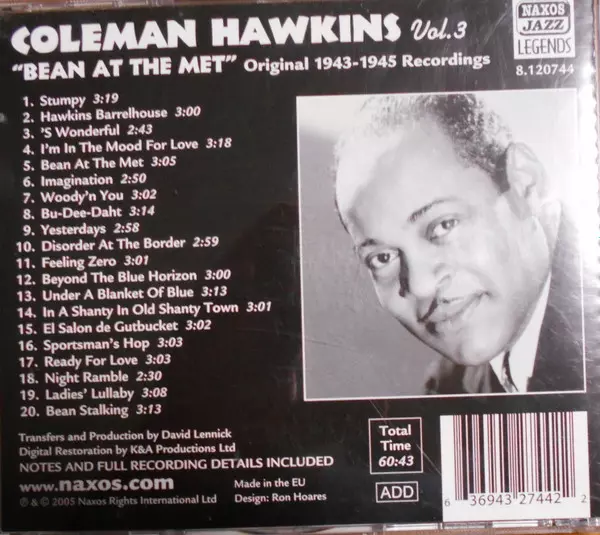 COLEMAN HAWKINS Vol.3
"BEAN AT THE MET" Original 1943-1945 Recordings
NAXOS
JAZZ
LEGENDS
8.120744
1. Stumpy 3:19
2. Hawkins Barrelhouse 3:00
3. 'S Wonderful 2:43
4. I'm In The Mood For Love 3:18
5. Bean At The Met 3:05
6. Imagination 2:50
7. Woody'n You 3:02
8. Bu-Dee-Daht 3:14
9. Yesterdays 2:58
10. Disorder At The Border 2:59
11. Feeling Zero 3:01
12. Beyond The Blue Horizon 3:00
13. Under A Blanket Of Blue 3:13
14. In A Shanty In Old Shanty Town 3:01
15. El Salon de Gutbucket 3:02
16. Sportsman's Hop 3:03
17. Ready For Love 3:03
18. Night Ramble 2:30
19. Ladies' Lullaby 3:08
20. Bean Stalking 3:13
Transfers and Production by David Lennick
Digital Restoration by K&A Productions Ltd
NOTES AND FULL RECORDING DETAILS INCLUDED
www.naxos.com
℗ & © 2005 Naxos Rights International Ltd
Made in the EU
Design: Ron Hoares
Total
Time
60:43
ADD
6 36943 27442 2